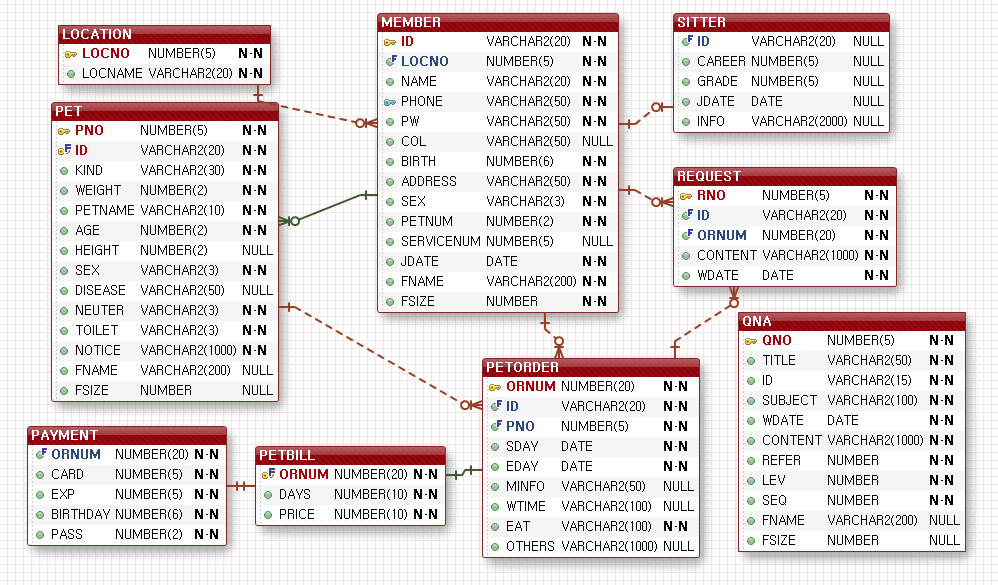 LOCATION
LOCNO NUMBER(5) N-N
LOCNAME VARCHAR2(20) N-N
MEMBER
ID VARCHAR2(20) N-N
LOCNO NUMBER(5) N-N
NAME VARCHAR2(20) N-N
PHONE VARCHAR2(50) N-N
PW VARCHAR2(50) N-N
COL VARCHAR2(50) NULL
BIRTH NUMBER(6) N-N
ADDRESS VARCHAR2(50) N-N
SEX VARCHAR2(3) N-N
PETNUM NUMBER(2) N-N
SERVICENUM NUMBER(5) NULL
JDATE DATE N-N
FNAME VARCHAR2(200) N-N
FSIZE NUMBER N-N
SITTER
ID VARCHAR2(20) NULL
CAREER NUMBER(5) NULL
GRADE NUMBER(5) NULL
JDATE DATE NULL
INFO VARCHAR2(2000) NULL
PET
PNO NUMBER(5) N-N
ID VARCHAR2(20) N-N
KIND VARCHAR2(30) N-N
WEIGHT NUMBER(2) N-N
PETNAME VARCHAR2(10) N-N
AGE NUMBER(2) N-N
HEIGHT NUMBER(2) NULL
SEX VARCHAR2(3) N-N
DISEASE VARCHAR2(50) NULL
NEUTER VARCHAR2(3) N-N
TOILET VARCHAR2(3) N-N
NOTICE VARCHAR2(1000) N-N
FNAME VARCHAR2(200) NULL
FSIZE NUMBER NULL
REQUEST
RNO NUMBER(5) N-N
ID VARCHAR2(20) N-N
ORNUM NUMBER(20) N-N
CONTENT VARCHAR2(1000) N-N
WDATE DATE N-N
QNA
QNO NUMBER(5) N-N
TITLE VARCHAR2(50) N-N
ID VARCHAR2(15) N-N
SUBJECT VARCHAR2(100) N-N
WDATE DATE N-N
CONTENT VARCHAR2(1000) N-N
REFER NUMBER N-N
LEV NUMBER N-N
SEQ NUMBER N-N
FNAME VARCHAR2(200) NULL
FSIZE NUMBER NULL
PETORDER
ORNUM NUMBER(20) N-N
ID VARCHAR2(20) N-N
PNO NUMBER(5) N-N
SDAY DATE N-N
EDAY DATE N-N
MINFO VARCHAR2(50) NULL
WTIME VARCHAR2(100) NULL
EAT VARCHAR2(100) N-N
OTHERS VARCHAR2(1000) NULL
PAYMENT
ORNUM NUMBER(20) N-N
CARD NUMBER(5) N-N
EXP NUMBER(5) N-N
BIRTHDAY NUMBER(6) N-N
PASS NUMBER(2) N-N
PETBILL
ORNUM NUMBER(20) N-N
DAYS NUMBER(10) N-N
PRICE NUMBER(10) N-N